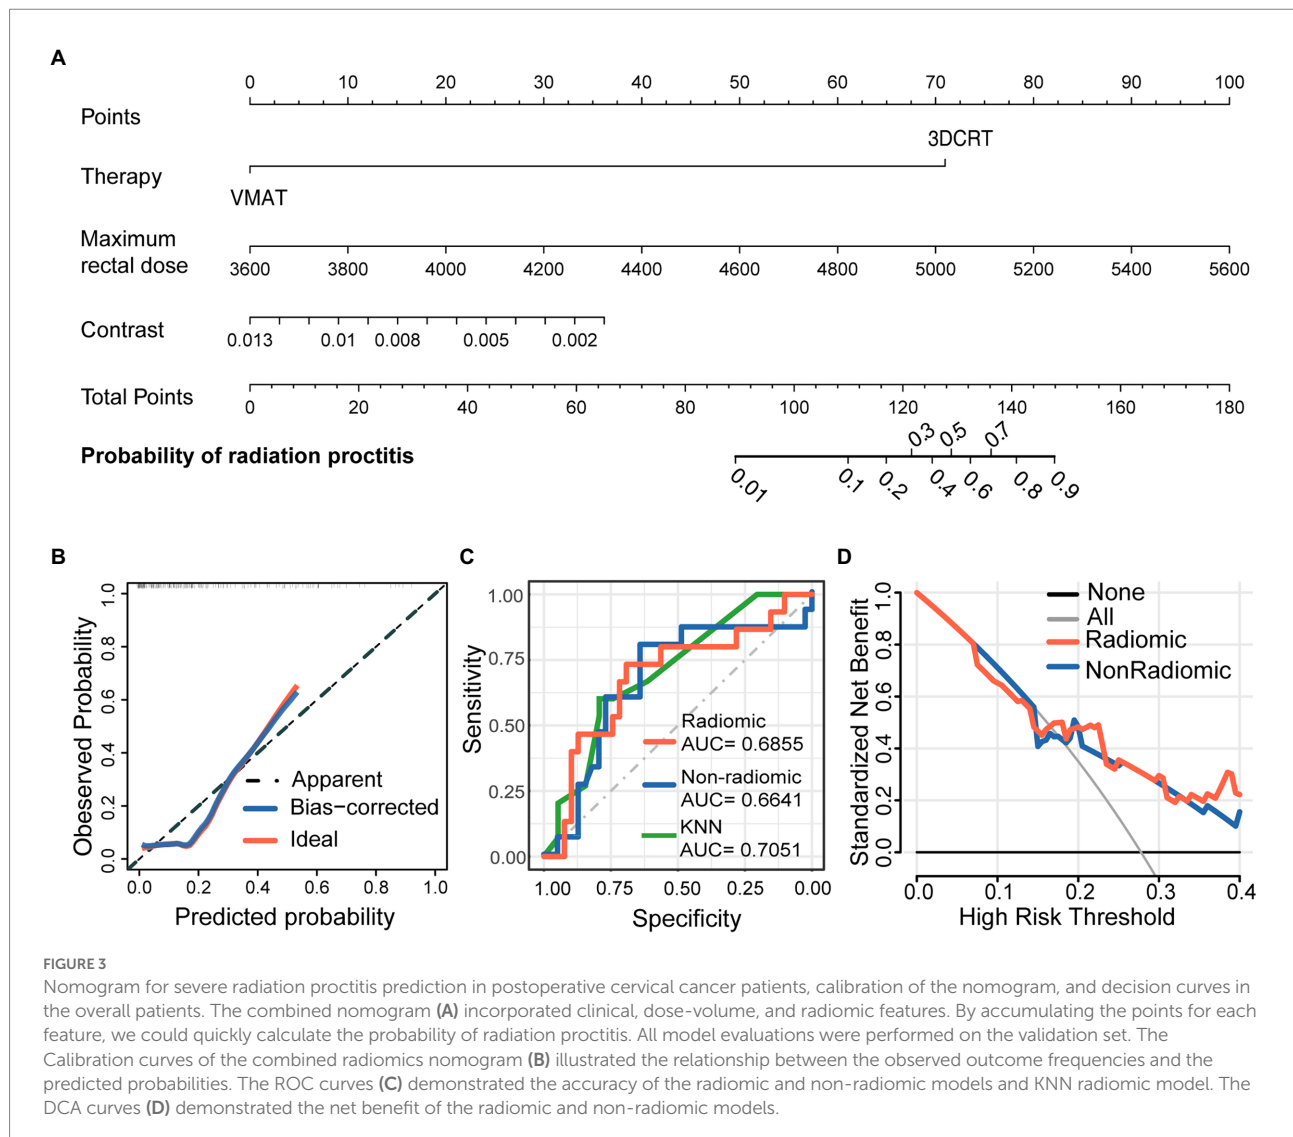 A
0 10 20 30 40 50 60 70 80 90 100
Points
3DCRT
Therapy
VMAT
Maximum
rectal dose
3600 3800 4000 4200 4400 4600 4800 5000 5200 5400 5600
Contrast
0.013 0.01 0.008 0.005 0.002
Total Points
0 20 40 60 80 100 120 140 160 180
0.3 0.5 0.7
Probability of radiation proctitis
0.01 0.1 0.2 0.4 0.6 0.8 0.9
B
Obeserved Probability
1.0
0.8
0.6
0.4
0.2
0.0
Apparent
Bias-corrected
Ideal
0.0 0.2 0.4 0.6 0.8 1.0
Predicted probability
C
Sensitivity
1.00
0.75
0.50
0.25
0.00
Radiomic
AUC= 0.6855
Non-radiomic
AUC= 0.6641
KNN
AUC= 0.7051
1.00 0.75 0.50 0.25 0.00
Specificity
D
Standardized Net Benefit
1.0
0.8
0.6
0.4
0.2
0.0
None
All
Radiomic
NonRadiomic
0.0 0.1 0.2 0.3 0.4
High Risk Threshold
FIGURE 3
Nomogram for severe radiation proctitis prediction in postoperative cervical cancer patients, calibration of the nomogram, and decision curves in
the overall patients. The combined nomogram (A) incorporated clinical, dose-volume, and radiomic features. By accumulating the points for each
feature, we could quickly calculate the probability of radiation proctitis. All model evaluations were performed on the validation set. The
Calibration curves of the combined radiomics nomogram (B) illustrated the relationship between the observed outcome frequencies and the
predicted probabilities. The ROC curves (C) demonstrated the accuracy of the radiomic and non-radiomic models and KNN radiomic model. The
DCA curves (D) demonstrated the net benefit of the radiomic and non-radiomic models.